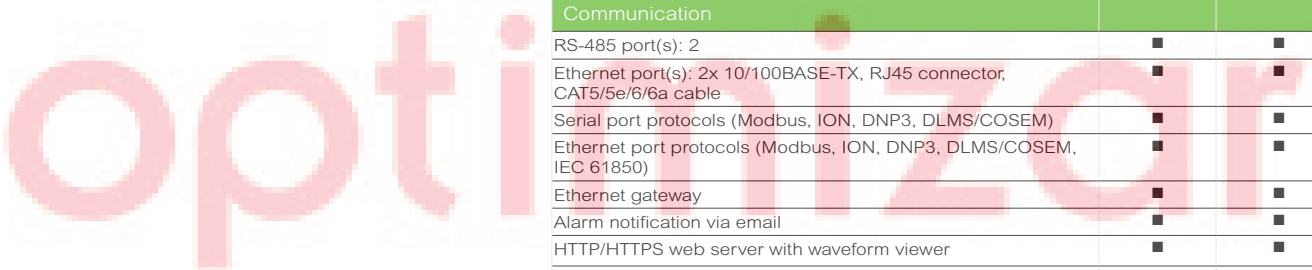 optimizar
Communication
RS-485 port(s): 2 ■ ■
Ethernet port(s): 2x 10/100BASE-TX, RJ45 connector, ■ ■
CAT5/5e/6/6a cable
Serial port protocols (Modbus, ION, DNP3, DLMS/COSEM) ■ ■
Ethernet port protocols (Modbus, ION, DNP3, DLMS/COSEM, ■ ■
IEC 61850)
Ethernet gateway ■ ■
Alarm notification via email ■ ■
HTTP/HTTPS web server with waveform viewer ■ ■